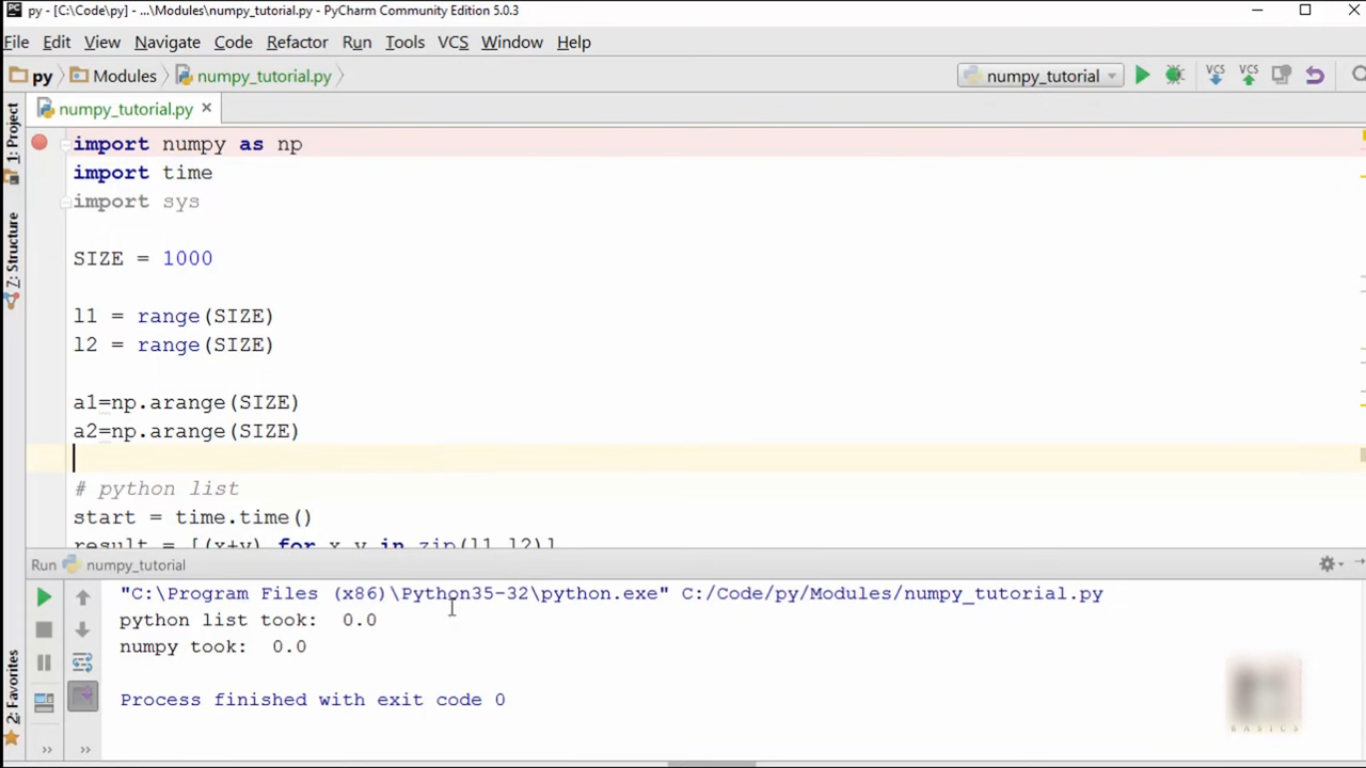 py - [C:\Code\py] - ...\Modules\numpy_tutorial.py - PyCharm Community Edition 5.0.3
File Edit View Navigate Code Refactor Run Tools VCS Window Help
py Modules numpy_tutorial.py numpy_tutorial VCS VCS
numpy_tutorial.py
1: Project
Z: Structure
2: Favorites
import numpy as np
import time
import sys
SIZE = 1000
l1 = range(SIZE)
l2 = range(SIZE)
a1=np.arange(SIZE)
a2=np.arange(SIZE)
# python list
start = time.time()
result = [(x+y) for x,y in zip(l1,l2)]
Run numpy_tutorial
"C:\Program Files (x86)\Python35-32\python.exe" C:/Code/py/Modules/numpy_tutorial.py
python list took:  0.0
numpy took:  0.0
Process finished with exit code 0
BASICS